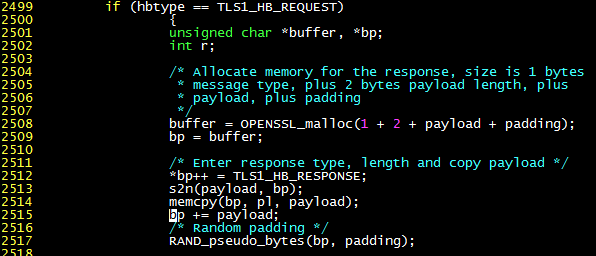 2499 if (hbtype == TLS1_HB_REQUEST)
2500 {
2501 unsigned char *buffer, *bp;
2502 int r;
2503
2504 /* Allocate memory for the response, size is 1 bytes
2505 * message type, plus 2 bytes payload length, plus
2506 * payload, plus padding
2507 */
2508 buffer = OPENSSL_malloc(1 + 2 + payload + padding);
2509 bp = buffer;
2510
2511 /* Enter response type, length and copy payload */
2512 *bp++ = TLS1_HB_RESPONSE;
2513 s2n(payload, bp);
2514 memcpy(bp, pl, payload);
2515 bp += payload;
2516 /* Random padding */
2517 RAND_pseudo_bytes(bp, padding);
2518